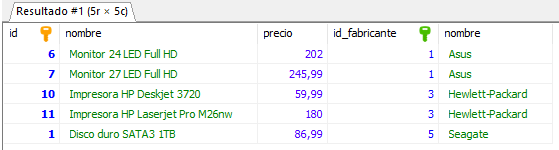 Resultado #1 (5r × 5c)
id nombre precio id_fabricante nombre
6 Monitor 24 LED Full HD 202 1 Asus
7 Monitor 27 LED Full HD 245,99 1 Asus
10 Impresora HP Deskjet 3720 59,99 3 Hewlett-Packard
11 Impresora HP Laserjet Pro M26nw 180 3 Hewlett-Packard
1 Disco duro SATA3 1TB 86,99 5 Seagate